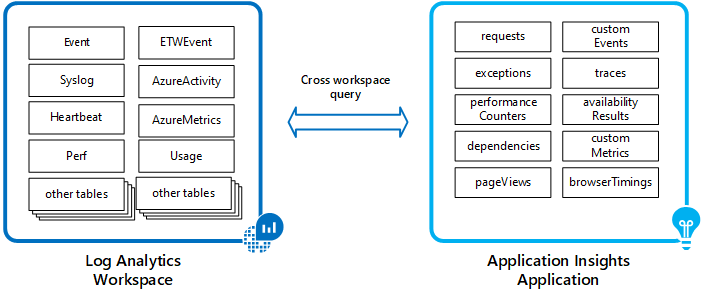 Event
ETWEvent
Syslog
AzureActivity
Heartbeat
AzureMetrics
Perf
Usage
other tables
other tables
Log Analytics
Workspace
Cross workspace
query
requests
custom
Events
exceptions
traces
performance
Counters
availability
Results
dependencies
custom
Metrics
pageViews
browserTimings
Application Insights
Application